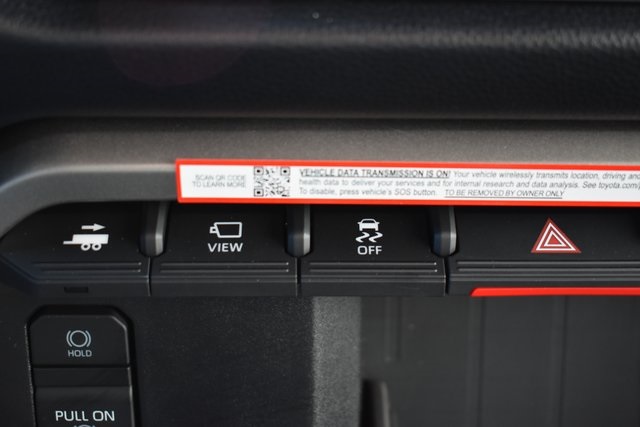 SCAN QR CODE
TO LEARN MORE
VEHICLE DATA TRANSMISSION IS ON! Your vehicle wirelessly transmits location, driving and
health data to deliver your services and for internal research and data analysis. See toyota.com/
To disable, press vehicle's SOS button. TO BE REMOVED BY OWNER ONLY
VIEW
OFF
HOLD
PULL ON